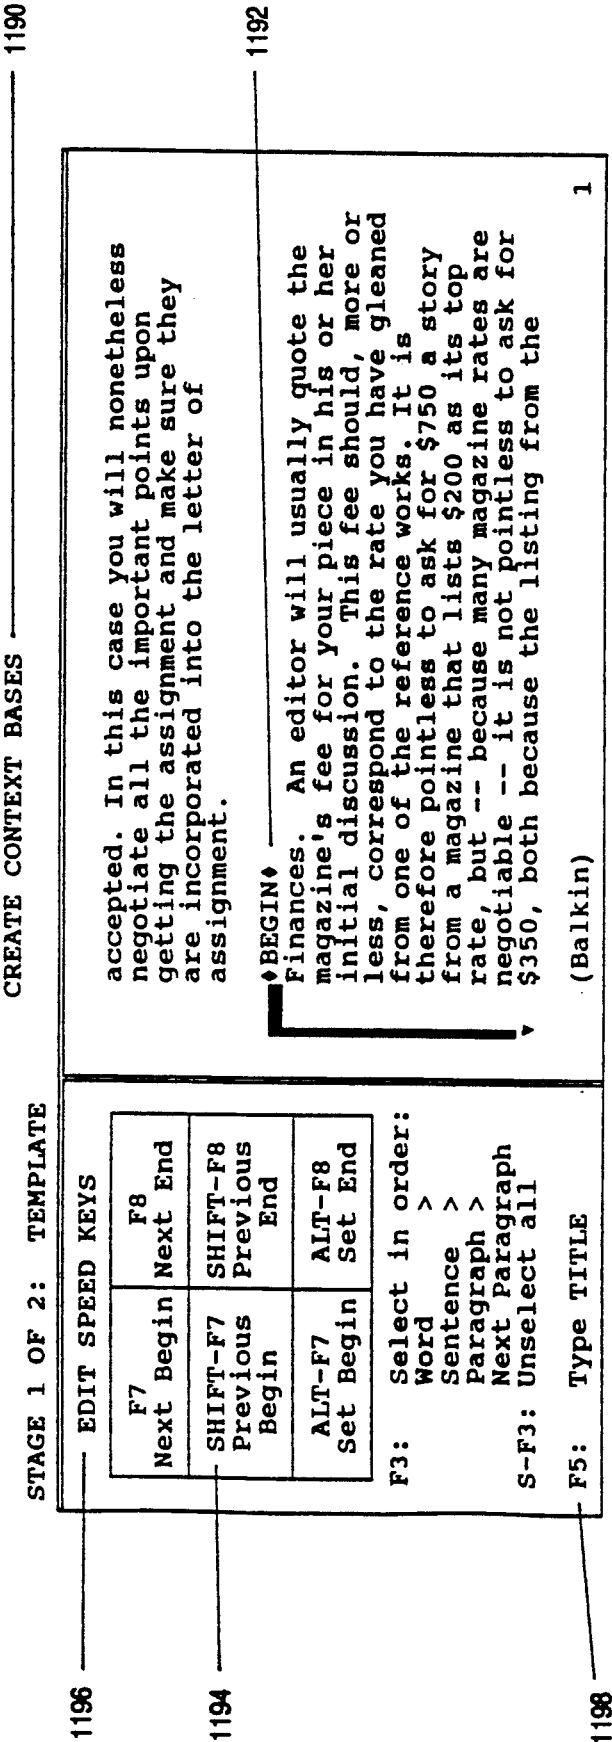 CREATE CONTEXT BASES
1190
STAGE 1 OF 2: TEMPLATE
1196
EDIT SPEED KEYS
F7
Next Begin
F8
Next End
1194
SHIFT-F7
Previous
Begin
SHIFT-F8
Previous
End
ALT-F7
Set Begin
ALT-F8
Set End
F3: Select in order:
Word >
Sentence >
Paragraph >
Next Paragraph
S-F3: Unselect all
F5: Type TITLE
1198
accepted. In this case you will nonetheless
negotiate all the important points upon
getting the assignment and make sure they
are incorporated into the letter of
assignment.
♦BEGIN♦
1192
Finances. An editor will usually quote the
magazine's fee for your piece in his or her
initial discussion. This fee should, more or
less, correspond to the rate you have gleaned
from one of the reference works. It is
therefore pointless to ask for $750 a story
from a magazine that lists $200 as its top
rate, but -- because many magazine rates are
negotiable -- it is not pointless to ask for
$350, both because the listing from the
(Balkin)
1